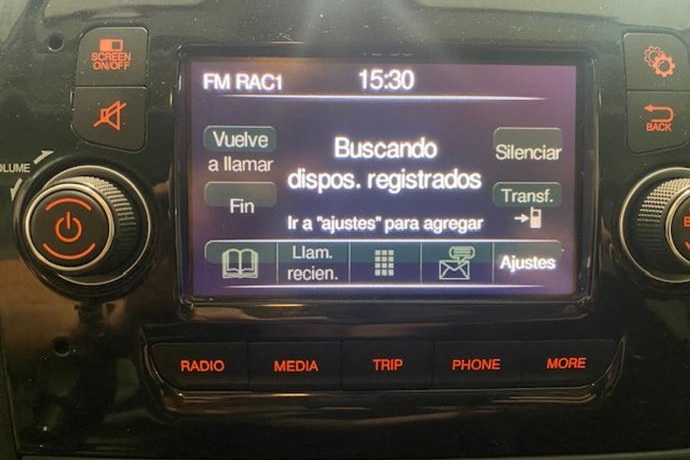 SCREEN
ON/OFF
FM RAC1
15:30
BACK
VOLUME
Vuelve
a llamar
Buscando
dispos. registrados
Silenciar
Fin
Transf.
Ir a "ajustes" para agregar
Llam.
recien.
Ajustes
RADIO
MEDIA
TRIP
PHONE
MORE